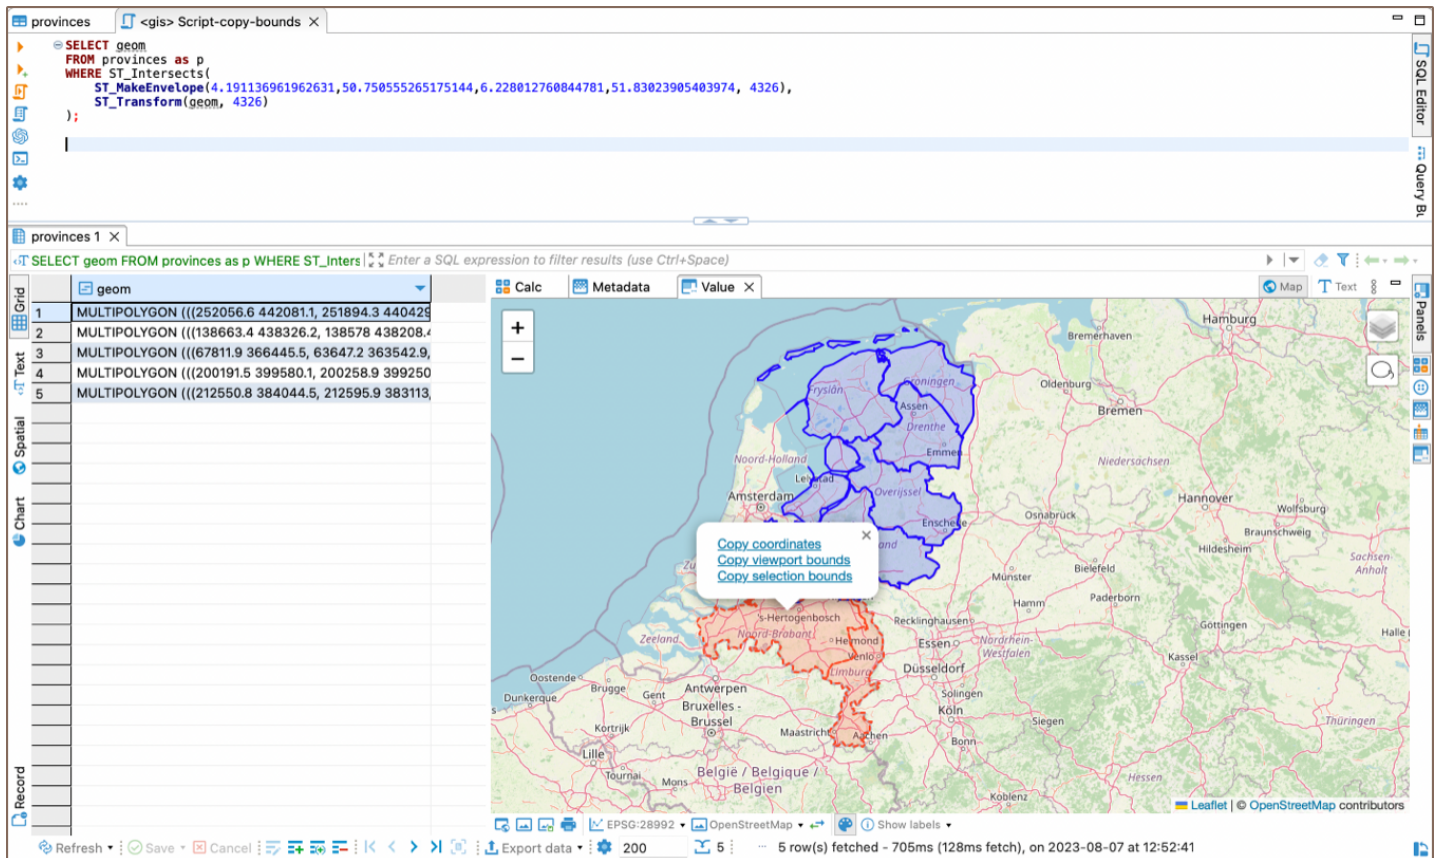 provinces
<gis> Script-copy-bounds
SELECT geom
FROM provinces as p
WHERE ST_Intersects(
ST_MakeEnvelope(4.191136961962631,50.750555265175144,6.228012760844781,51.83023905403974, 4326),
ST_Transform(geom, 4326)
);
SQL Editor
Query Bu
provinces 1
SELECT geom FROM provinces as p WHERE ST_Inters
Enter a SQL expression to filter results (use Ctrl+Space)
Grid
Text
Spatial
Chart
Record
geom
1 MULTIPOLYGON (((252056.6 442081.1, 251894.3 440429
2 MULTIPOLYGON (((138663.4 438326.2, 138578 438208.4
3 MULTIPOLYGON (((67811.9 366445.5, 63647.2 363542.9,
4 MULTIPOLYGON (((200191.5 399580.1, 200258.9 399250
5 MULTIPOLYGON (((212550.8 384044.5, 212595.9 383113,
Calc
Metadata
Value
Map
Text
Panels
+
−
Hamburg
Bremerhaven
Oldenburg
Bremen
Groningen
Fryslân
Assen
Drenthe
Emmen
Noord-Holland
Niedersachsen
Overijssel
Amsterdam
Hannover
Wolfsburg
Osnabrück
Enschede
Braunschweig
Hildesheim
Sachsen-
Anhalt
Copy coordinates
Copy viewport bounds
Copy selection bounds
Zu
and
Bielefeld
Münster
Paderborn
Hamm
's-Hertogenbosch
Recklinghausen
Göttingen
Noord-Brabant
Zeeland
Helmond
Essen
Nordrhein-
Westfalen
Halle
Venlo
Kassel
Limburg
Düsseldorf
Oostende
Brugge
Gent
Antwerpen
Dunkerque
Solingen
Bruxelles -
Brussel
Köln
Siegen
Thüringen
Kortrijk
Maastricht
Aachen
Bonn
Lille
Tournai
Mons
België / Belgique /
Belgien
Hessen
Koblenz
Leaflet | © OpenStreetMap contributors
EPSG:28992
OpenStreetMap
Show labels
Refresh
Save
Cancel
Export data
200
5
5 row(s) fetched - 705ms (128ms fetch), on 2023-08-07 at 12:52:41